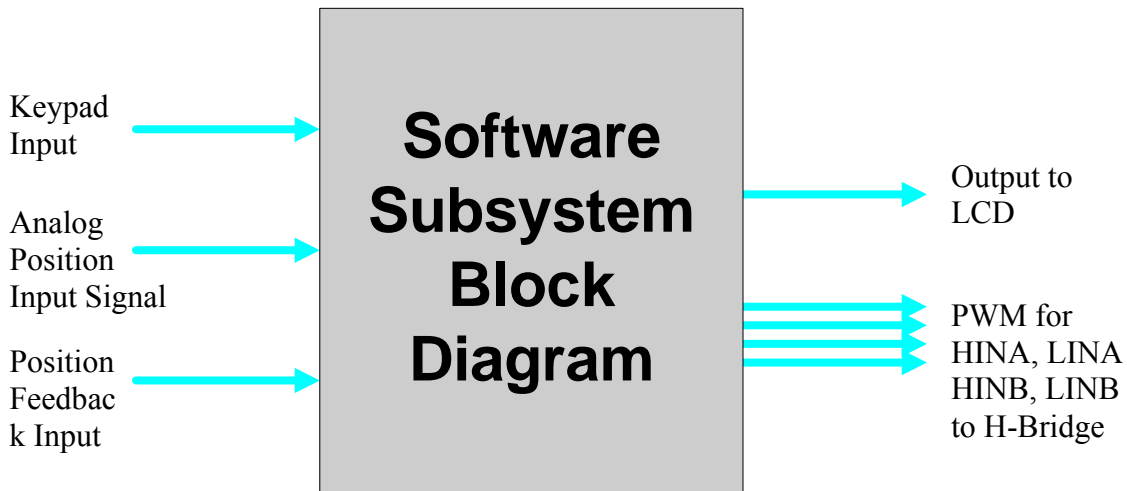 Keypad
Input
Analog
Position
Input Signal
Position
Feedbac
k Input
Software
Subsystem
Block
Diagram
Output to
LCD
PWM for
HINA, LINA
HINB, LINB
to H-Bridge